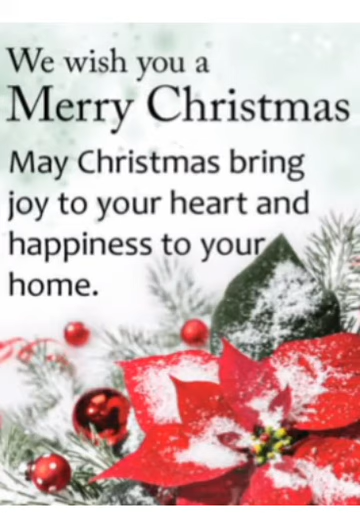 We wish you a
Merry Christmas
May Christmas bring
joy to your heart and
happiness to your
home.